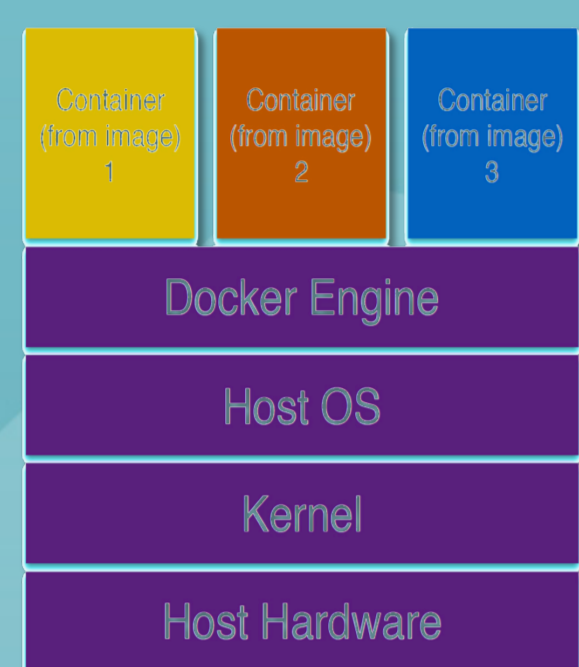 Container
(from image)
1
Container
(from image)
2
Container
(from image)
3
Docker Engine
Host OS
Kernel
Host Hardware